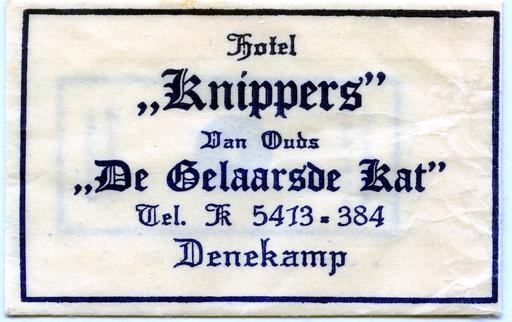 Hotel
„Knippers”
Van Ouds
„De Gelaarsde Kat”
Tel. K 5413=384
Denekamp